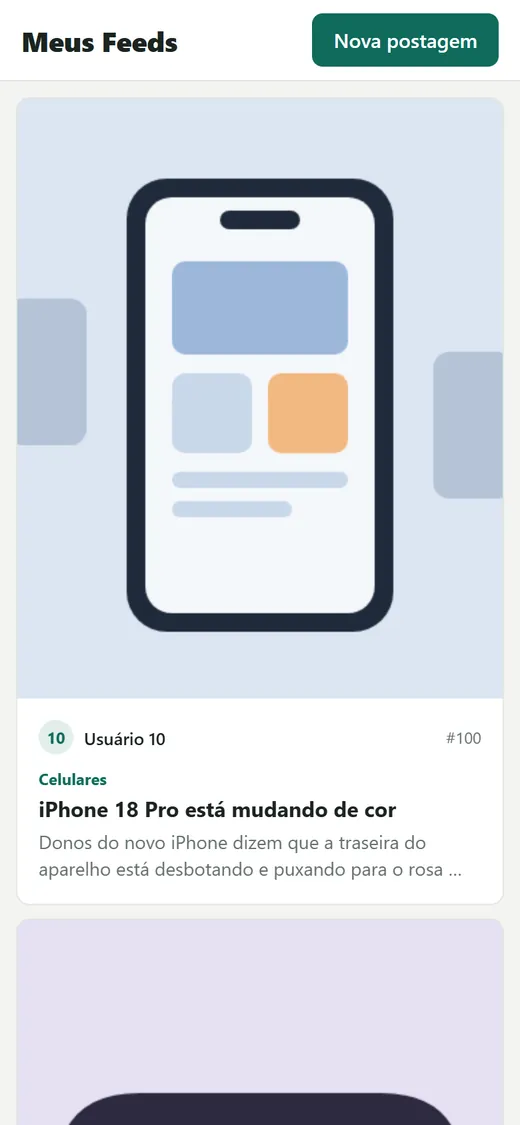 Meus Feeds
Nova postagem
10
Usuário 10
#100
Celulares
iPhone 18 Pro está mudando de cor
Donos do novo iPhone dizem que a traseira do
aparelho está desbotando e puxando para o rosa ...